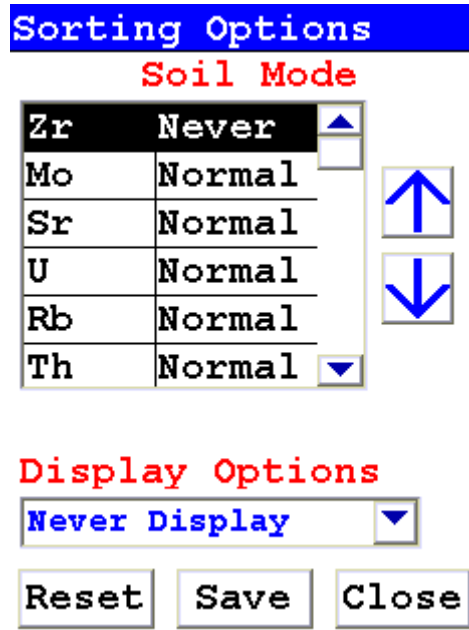 Sorting Options
Soil Mode
Zr Never
Mo Normal
Sr Normal
U Normal
Rb Normal
Th Normal
Display Options
Never Display
Reset Save Close